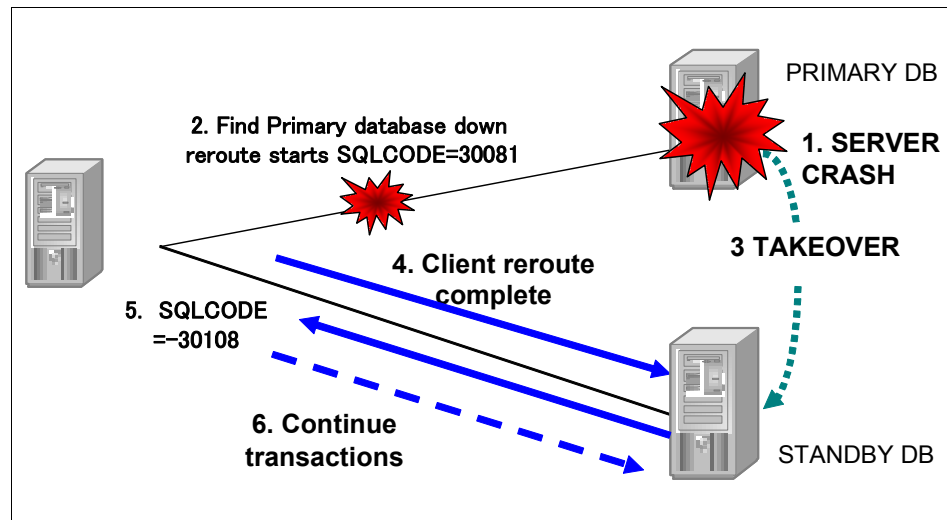 PRIMARY DB
2. Find Primary database down
reroute starts SQLCODE=30081
1. SERVER
CRASH
3 TAKEOVER
4. Client reroute
complete
5. SQLCODE
=-30108
6. Continue
transactions
STANDBY DB